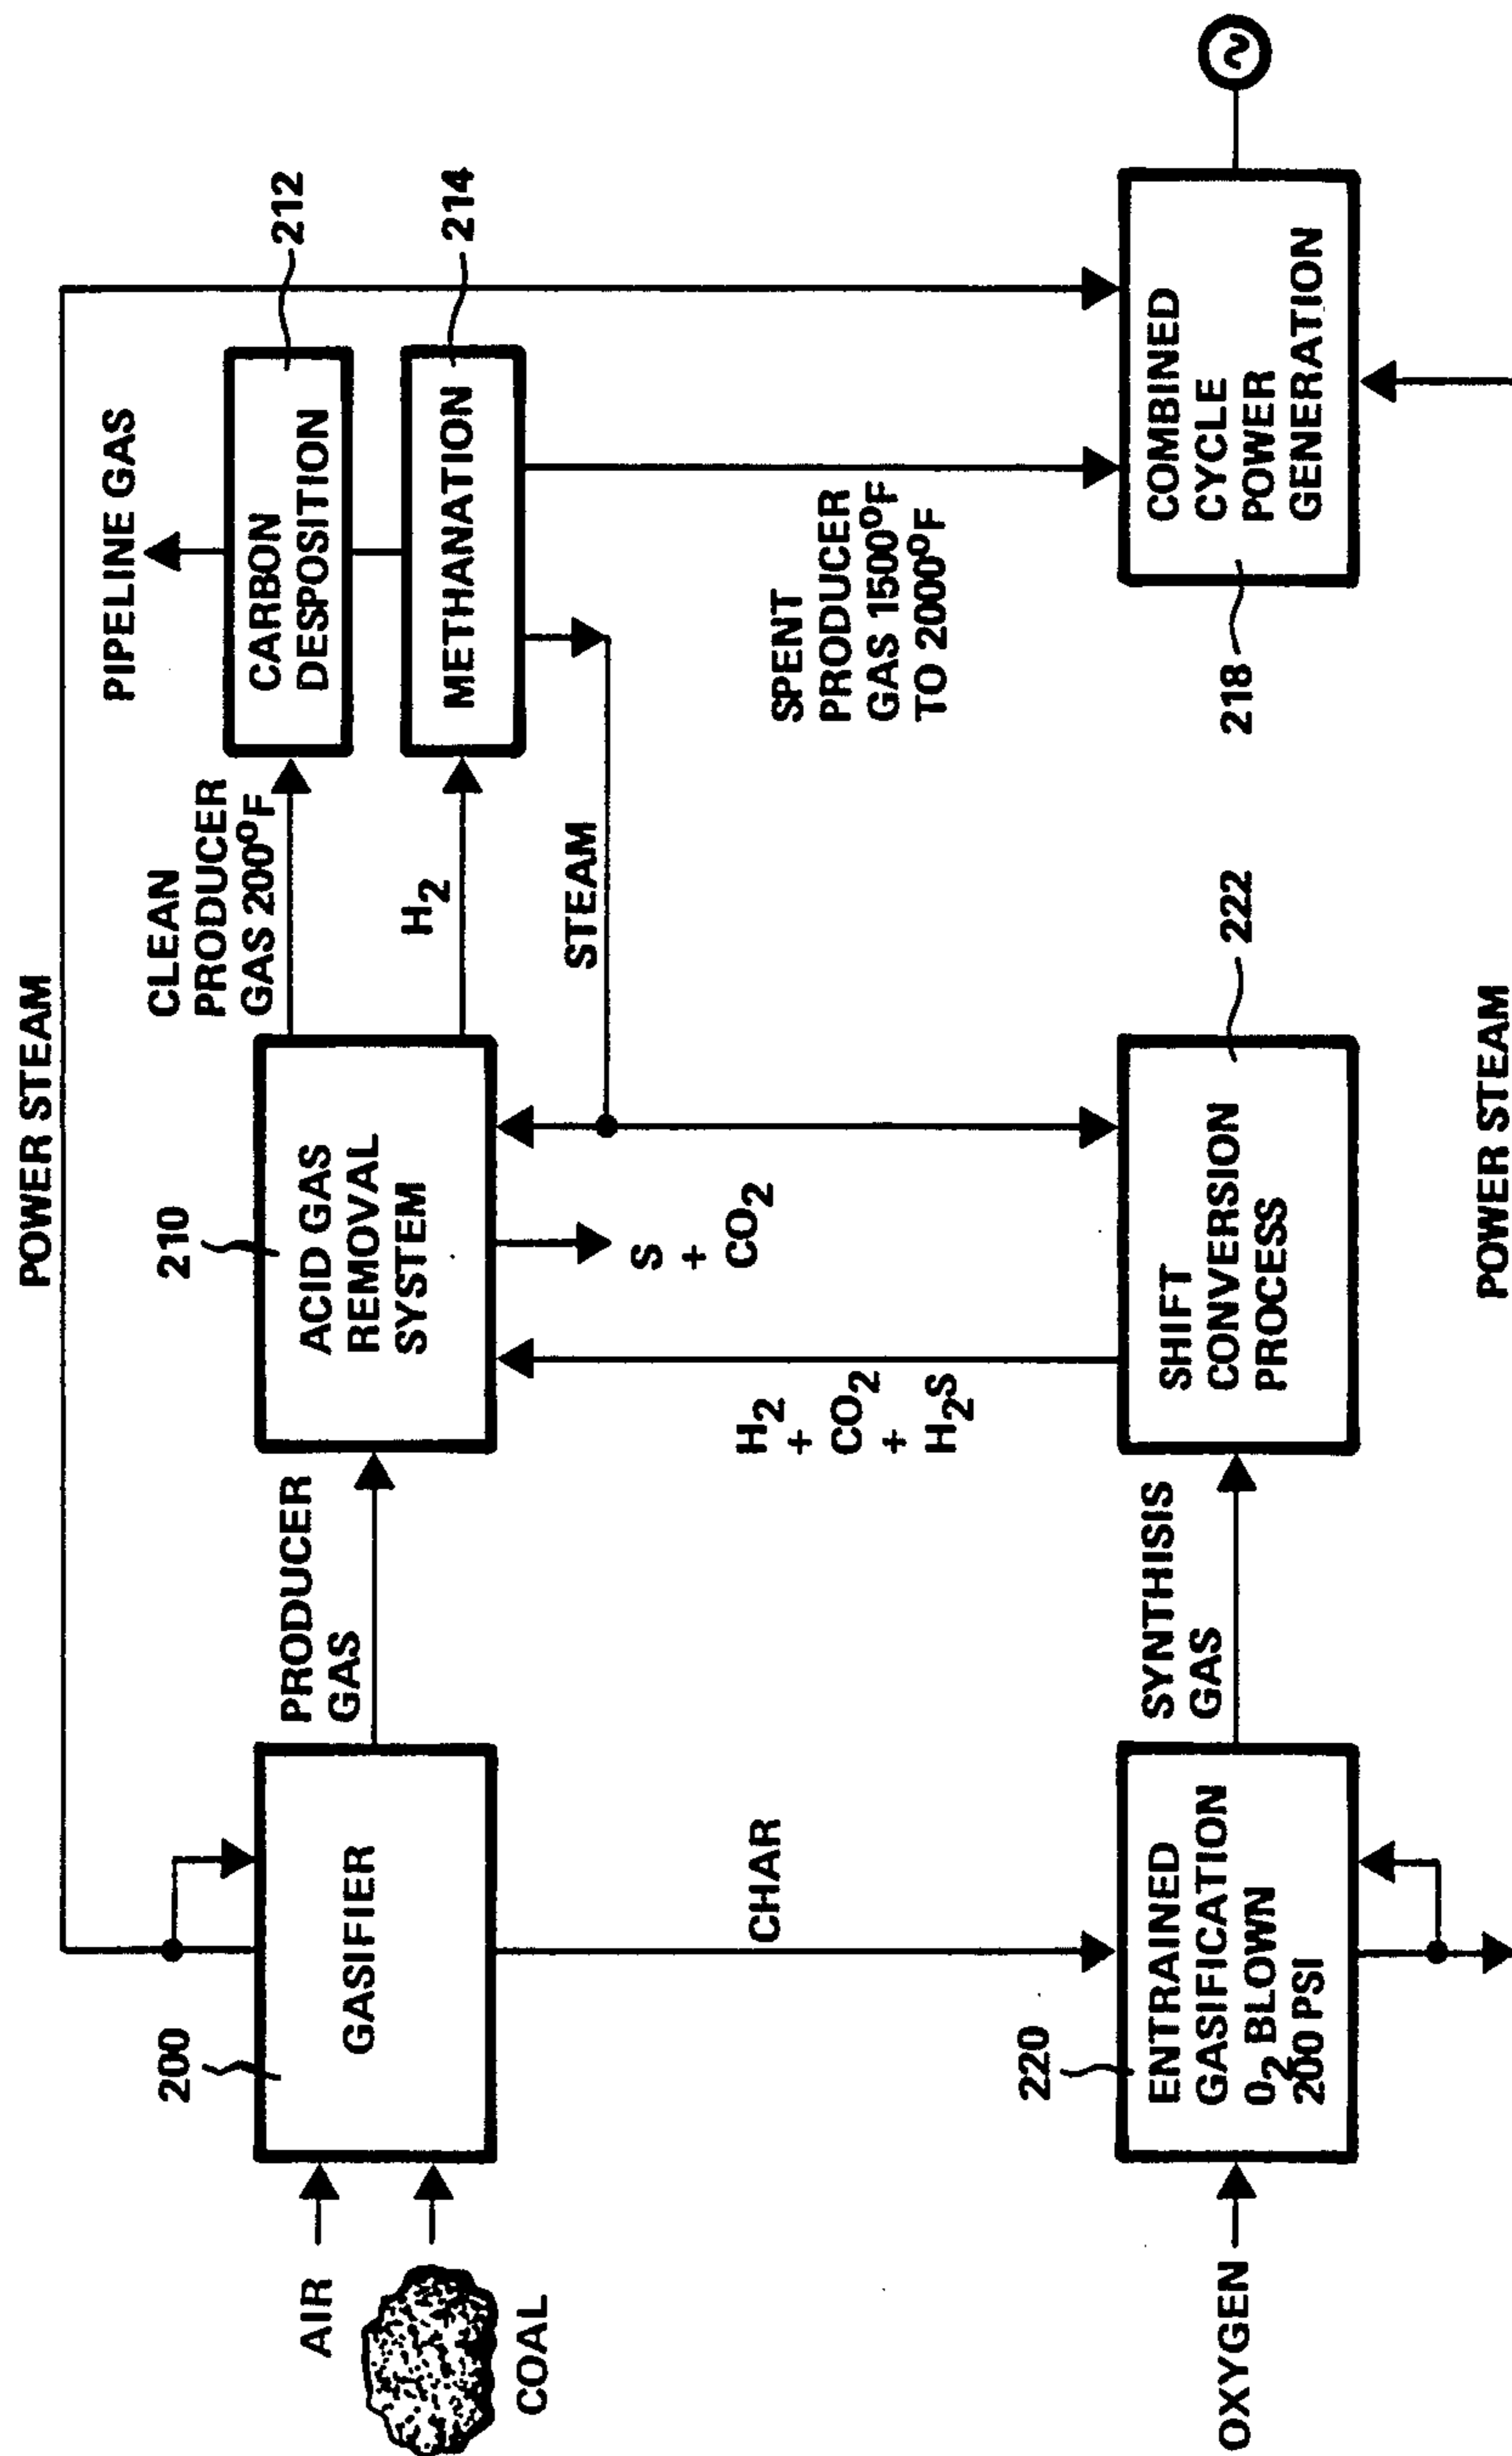 POWER STEAM
PIPELINE GAS
200
GASIFIER
AIR
COAL
PRODUCER
GAS
210
ACID GAS
REMOVAL
SYSTEM
CLEAN
PRODUCER
GAS 200°F
H2
STEAM
212
CARBON
DESPOSITION
214
METHANATION
CHAR
S
+
CO2
H2
+
CO2
+
H2S
SPENT
PRODUCER
GAS 1500°F
TO 2000°F
220
ENTRAINED
GASIFICATION
O2 BLOWN
200 PSI
OXYGEN
SYNTHISIS
GAS
222
SHIFT
CONVERSION
PROCESS
218
COMBINED
CYCLE
POWER
GENERATION
~
POWER STEAM